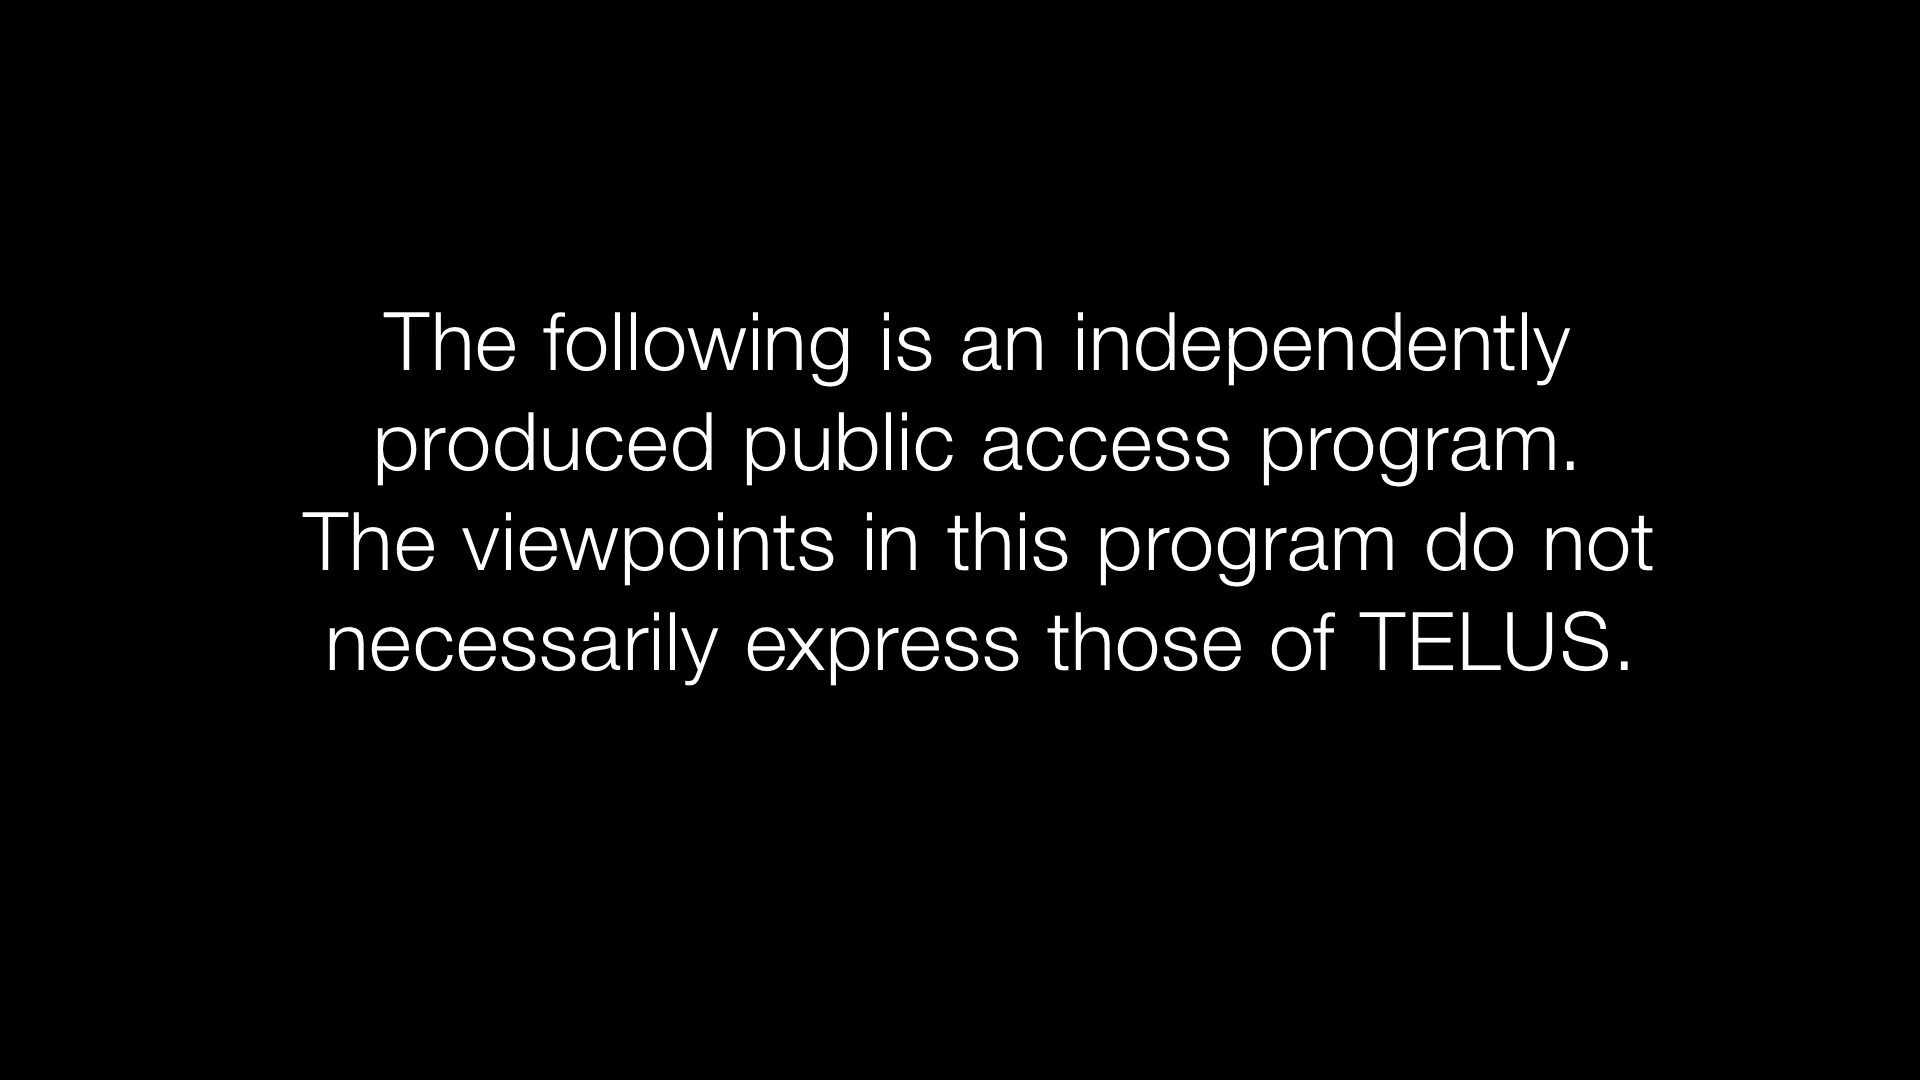 The following is an independently
produced public access program.
The viewpoints in this program do not
necessarily express those of TELUS.